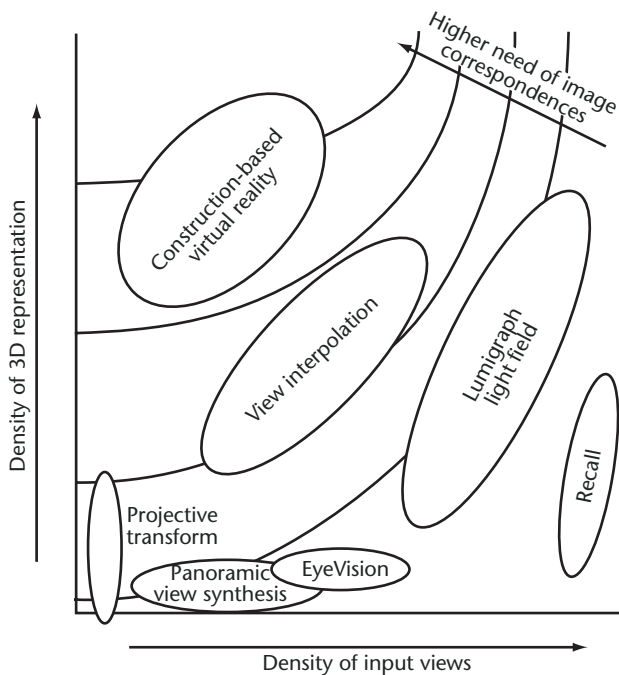 Higher need of image
correspondences
Density of 3D representation
Construction-based
virtual reality
View interpolation
Lumigraph
light field
Recall
Projective
transform
EyeVision
Panoramic
view synthesis
Density of input views